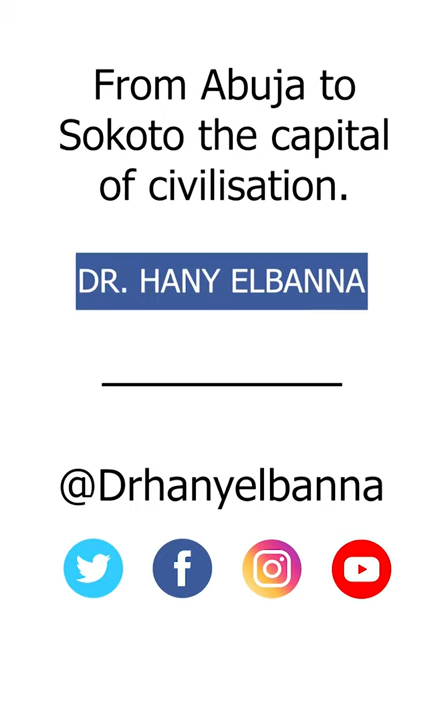 From Abuja to
Sokoto the capital
of civilisation.
DR. HANY ELBANNA
@Drhanyelbanna